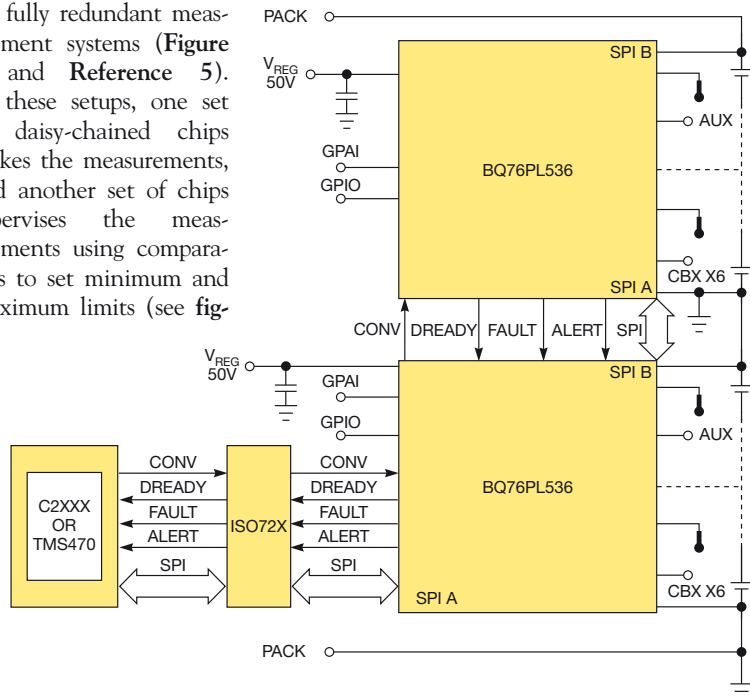 fully redundant meas-
ement systems (Figure
and Reference 5).
these setups, one set
daisy-chained chips
kes the measurements,
d another set of chips
pervises the meas-
ements using compara-
s to set minimum and
ximum limits (see fig-
PACK
SPI B
VREG
50V
AUX
GPAI
BQ76PL536
GPIO
CBX X6
SPI A
CONV
DREADY
FAULT
ALERT
SPI
VREG
50V
SPI B
GPAI
AUX
GPIO
CONV
CONV
DREADY
DREADY
BQ76PL536
C2XXX
OR
TMS470
FAULT
ISO72X
FAULT
ALERT
ALERT
SPI
SPI
CBX X6
SPI A
PACK